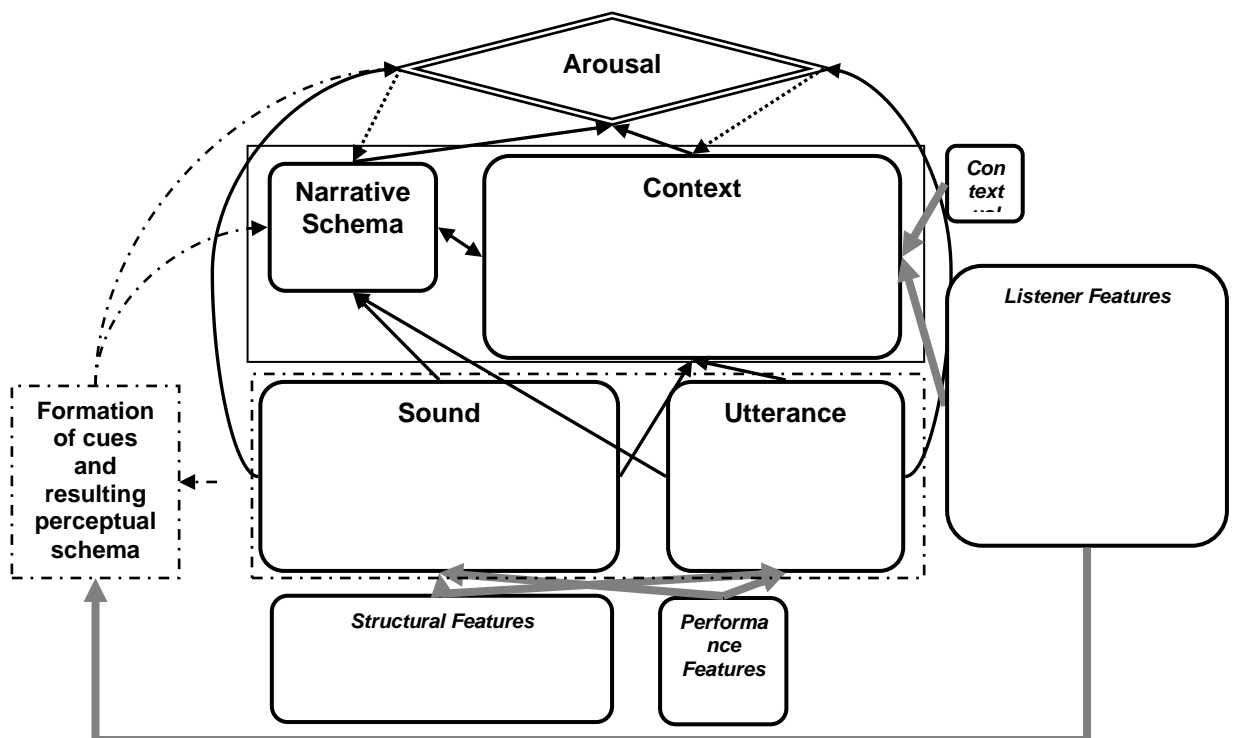 Arousal
Narrative
Schema
Context
Con
text
Listener Features
Formation
of cues
and
resulting
perceptual
schema
Sound
Utterance
Structural Features
Performa
nce
Features